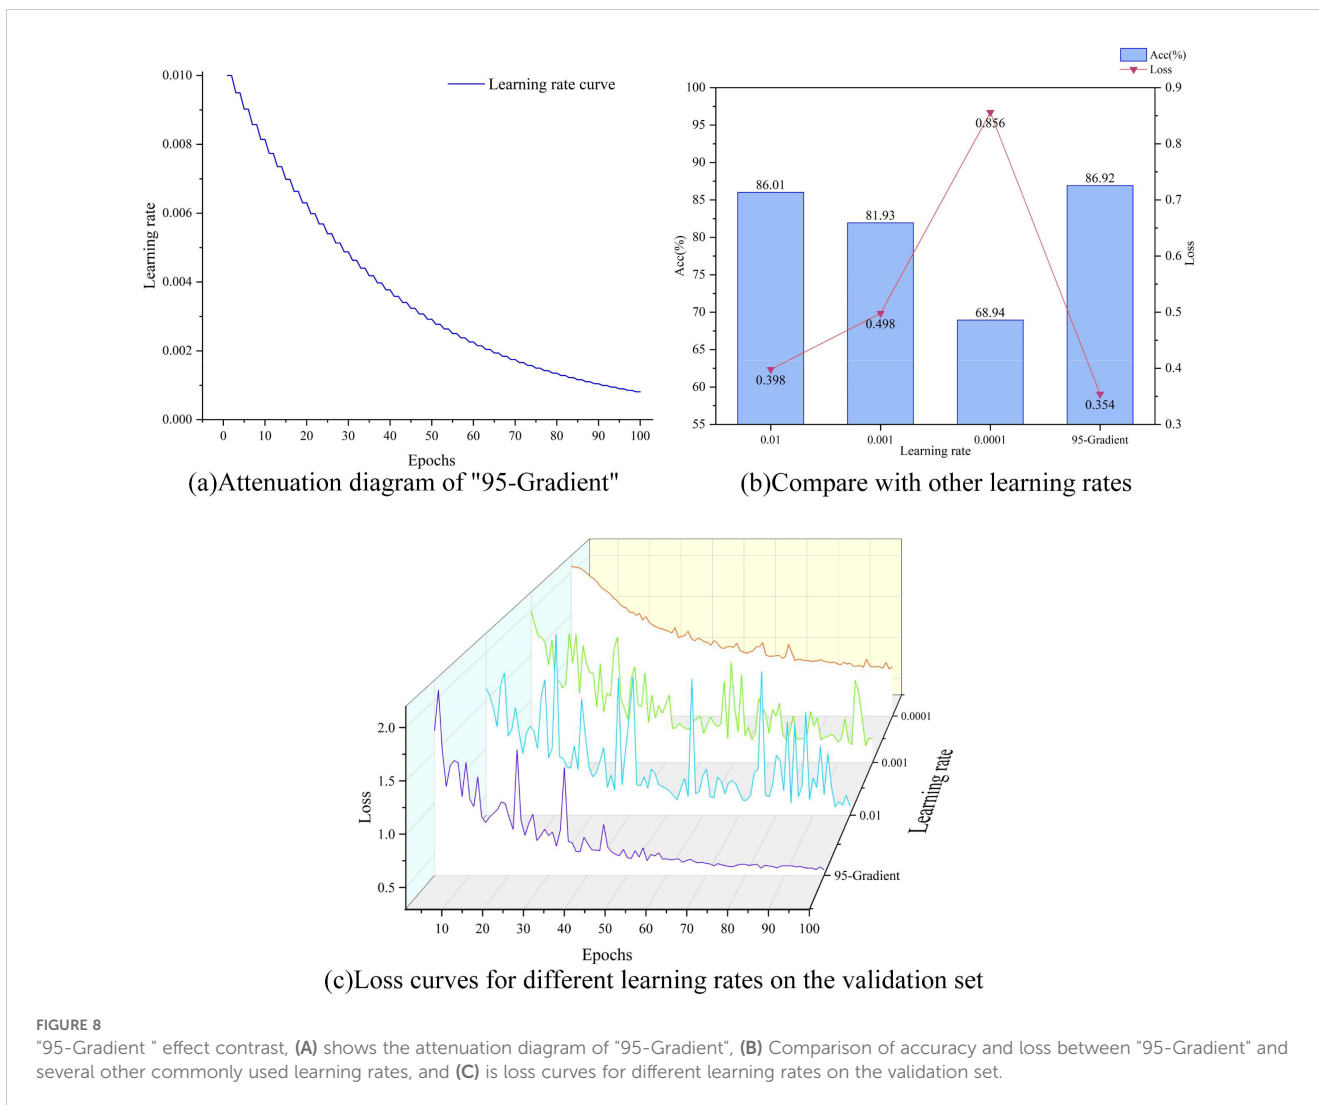 Learning rate curve
0.010
0.008
0.006
0.004
0.002
0.000
Learning rate
0 10 20 30 40 50 60 70 80 90 100
Epochs
(a)Attenuation diagram of "95-Gradient"
Acc(%)
Loss
100
95
90
85
80
75
70
65
60
55
Acc(%)
0.9
0.8
0.7
0.6
0.5
0.4
0.3
Loss
86.01
81.93
68.94
86.92
0.398
0.498
0.856
0.354
0.01 0.001 0.0001 95-Gradient
Learning rate
(b)Compare with other learning rates
2.0
1.5
1.0
0.5
Loss
10 20 30 40 50 60 70 80 90 100
Epochs
0.0001
0.001
0.01
95-Gradient
Learning rate
(c)Loss curves for different learning rates on the validation set
FIGURE 8
"95-Gradient " effect contrast, (A) shows the attenuation diagram of "95-Gradient", (B) Comparison of accuracy and loss between "95-Gradient" and
several other commonly used learning rates, and (C) is loss curves for different learning rates on the validation set.